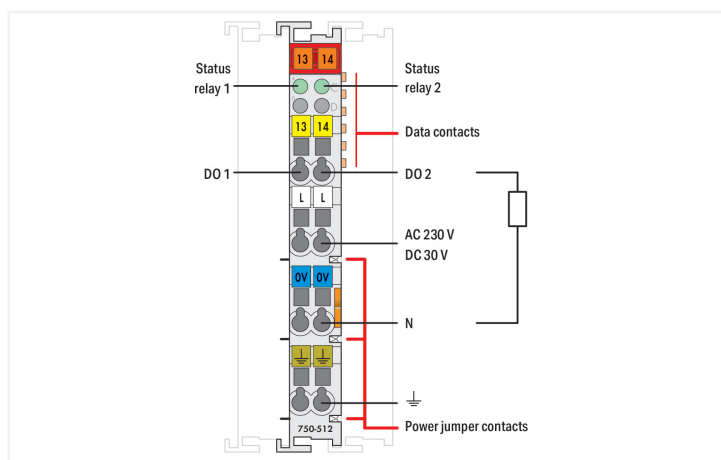 13 14
Status
relay 1
Status
relay 2
C
D
Data contacts
13 14
DO 1
DO 2
L L
AC 230 V
DC 30 V
0V 0V
N
750-512
Power jumper contacts